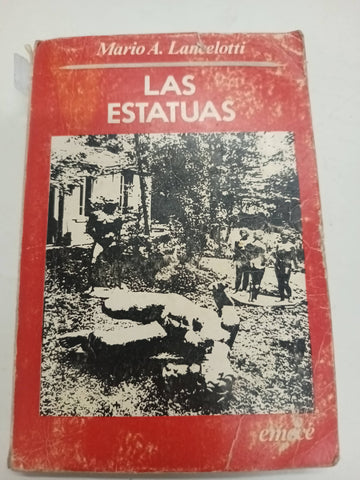 Mario A. Lancelotti
LAS
ESTATUAS
emecé